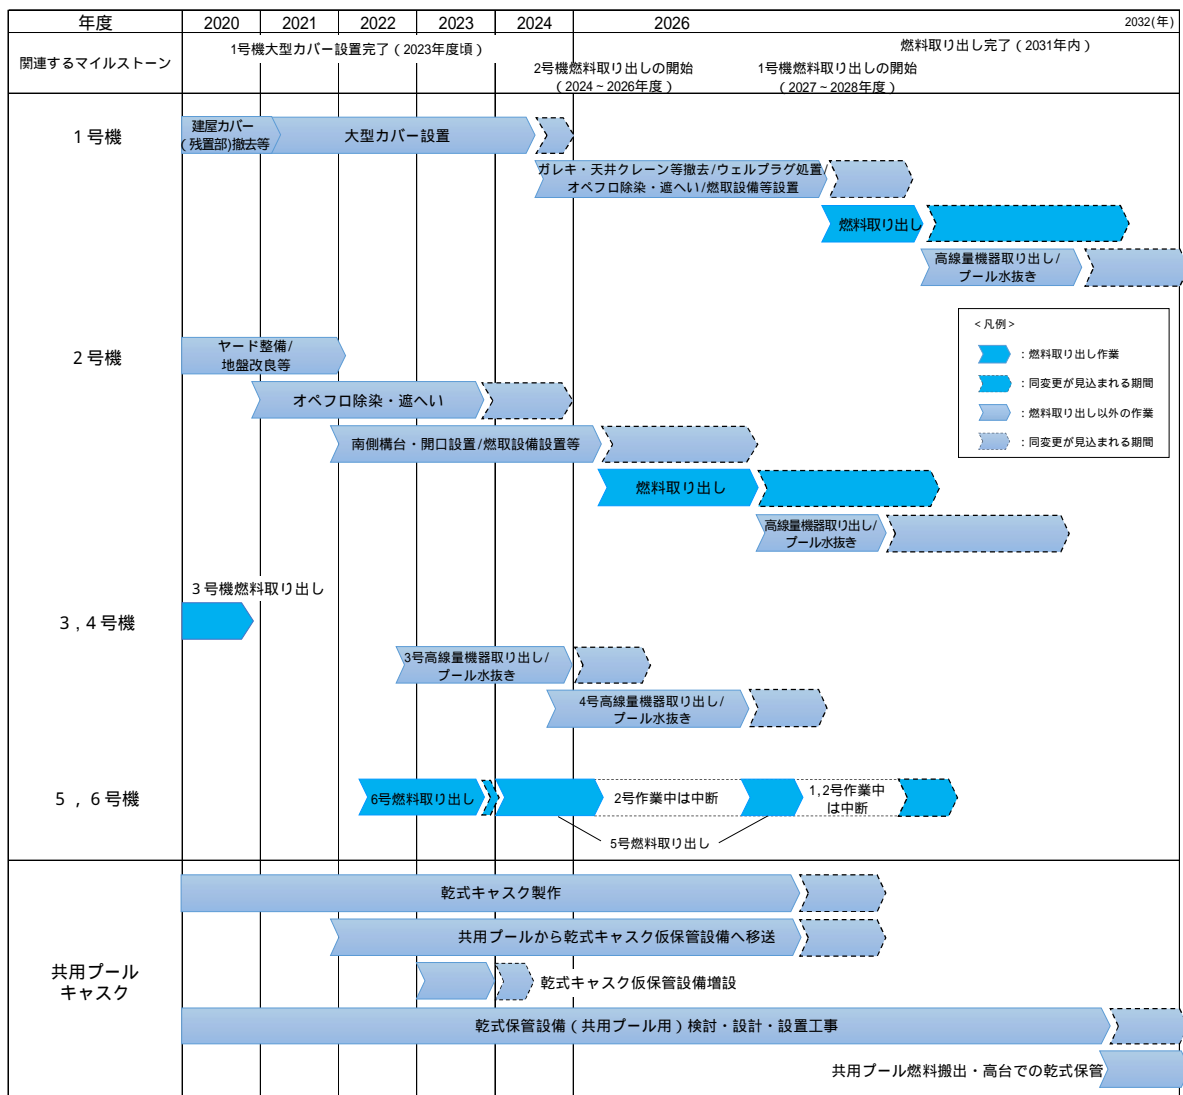 年度 2020 2021 2022 2023 2024 2026 2032(年)
関連するマイルストーン
1号機大型カバー設置完了（2023年度頃）
燃料取り出し完了（2031年内）
2号機燃料取り出しの開始
（2024～2026年度）
1号機燃料取り出しの開始
（2027～2028年度）
1号機
建屋カバー
(残置部)撤去等
大型カバー設置
ガレキ・天井クレーン等撤去/ウェルプラグ処置/
オペフロ除染・遮へい/燃取設備等設置
燃料取り出し
高線量機器取り出し/
プール水抜き
2号機
ヤード整備/
地盤改良等
オペフロ除染・遮へい
南側構台・開口設置/燃取設備設置等
燃料取り出し
高線量機器取り出し/
プール水抜き
<凡例>
：燃料取り出し作業
：同変更が見込まれる期間
：燃料取り出し以外の作業
：同変更が見込まれる期間
3,4号機
3号機燃料取り出し
3号高線量機器取り出し/
プール水抜き
4号高線量機器取り出し/
プール水抜き
5,6号機
6号燃料取り出し
2号作業中は中断
1,2号作業中
は中断
5号燃料取り出し
共用プール
キャスク
乾式キャスク製作
共用プールから乾式キャスク仮保管設備へ移送
乾式キャスク仮保管設備増設
乾式保管設備（共用プール用）検討・設計・設置工事
共用プール燃料搬出・高台での乾式保管